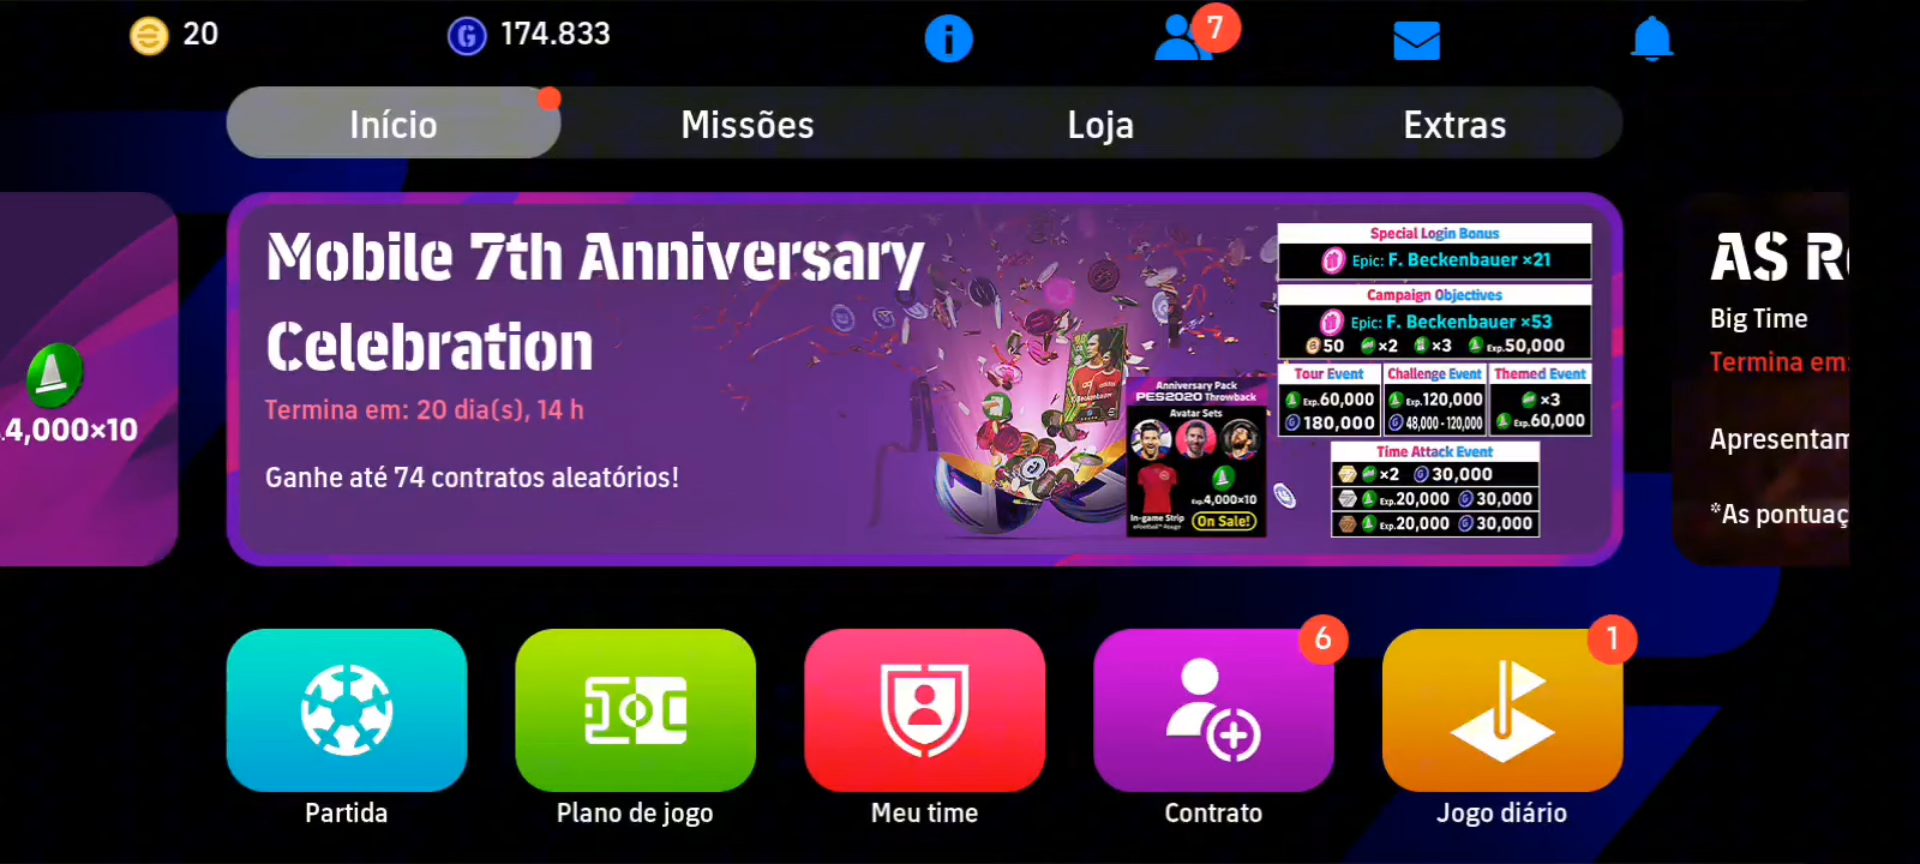 20
174.833
7
Início
Missões
Loja
Extras
.4,000×10
Mobile 7th Anniversary
Celebration
Termina em: 20 dia(s), 14 h
Ganhe até 74 contratos aleatórios!
Special Login Bonus
Epic: F. Beckenbauer ×21
Campaign Objectives
Epic: F. Beckenbauer ×53
50 ×2 ×3 Exp.50,000
Tour Event
Exp.60,000
180,000
Challenge Event
Exp.120,000
48,000 - 120,000
Themed Event
×3
Exp.60,000
Time Attack Event
×2 30,000
Exp.20,000 30,000
Exp.20,000 30,000
Anniversary Pack
PES2020 Throwback
Avatar Sets
Exp.4,000×10
In-game Strip
On Sale!
AS R
Big Time
Termina em:
Apresentam
*As pontuaç
6
1
Partida
Plano de jogo
Meu time
Contrato
Jogo diário